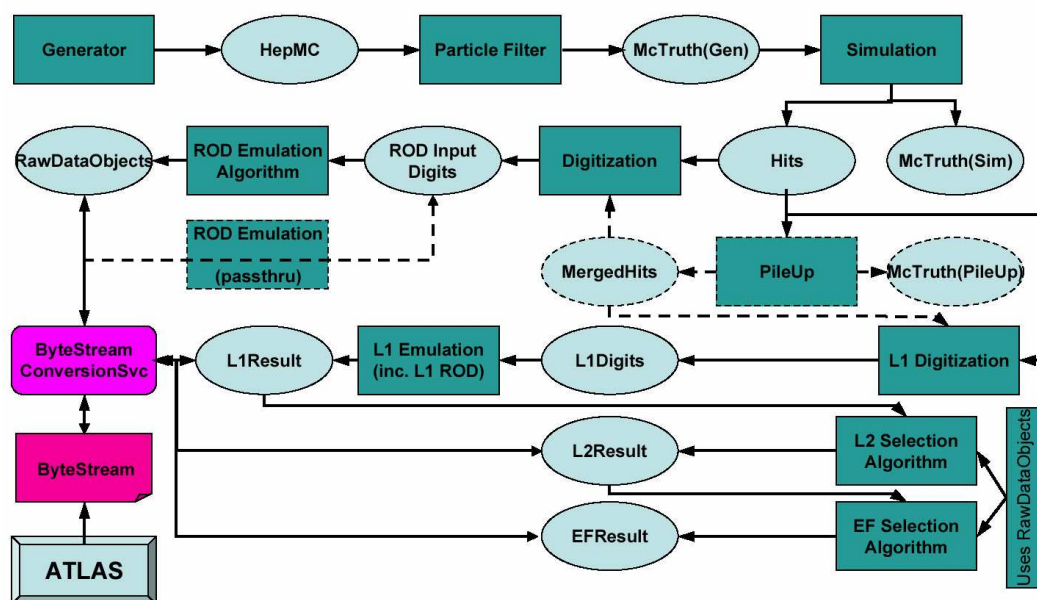 Generator
HepMC
Particle Filter
McTruth(Gen)
Simulation
RawDataObjects
ROD Emulation
Algorithm
ROD Input
Digits
Digitization
Hits
McTruth(Sim)
ROD Emulation
(passthru)
MergedHits
PileUp
McTruth(PileUp)
ByteStream
ConversionSvc
L1Result
L1 Emulation
(inc. L1 ROD)
L1Digits
L1 Digitization
ByteStream
L2Result
L2 Selection
Algorithm
EFResult
EF Selection
Algorithm
Uses RawDataObjects
ATLAS